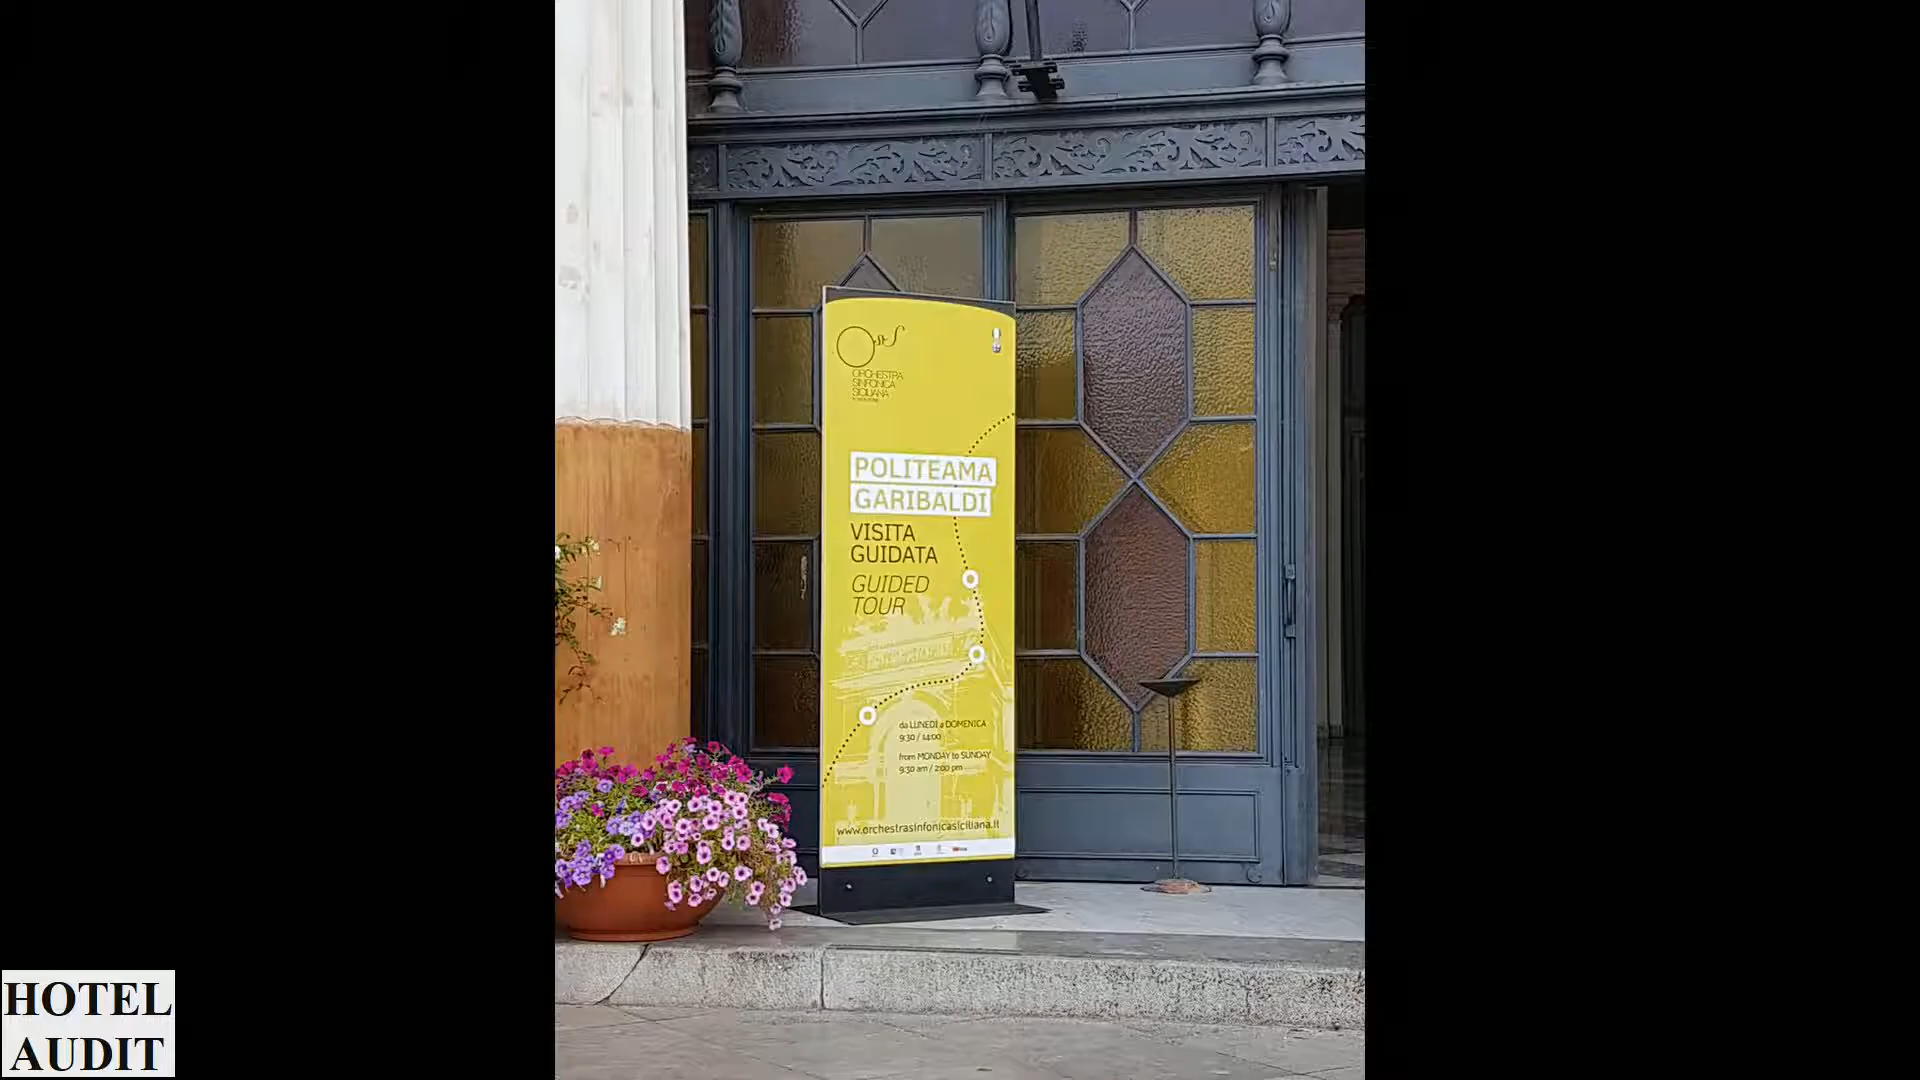 OSS
ORCHESTRA
SINFONICA
SICILIANA
POLITEAMA
GARIBALDI
VISITA
GUIDATA
GUIDED
TOUR
da LUNEDÌ a DOMENICA
9:30 / 14:00
from MONDAY to SUNDAY
9:30 am / 2:00 pm
www.orchestrasinfonicasiciliana.it
HOTEL
AUDIT